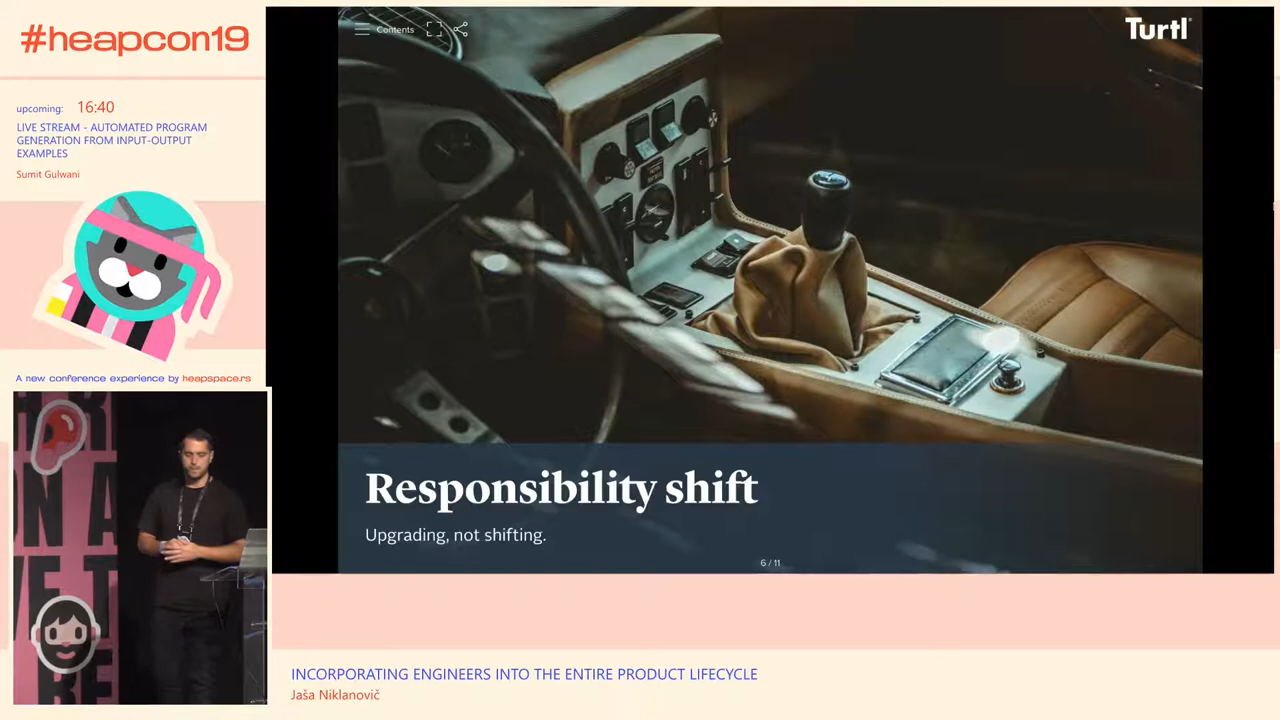 #heapcon19
upcoming: 16:40
LIVE STREAM - AUTOMATED PROGRAM
GENERATION FROM INPUT-OUTPUT
EXAMPLES
Sumit Gulwani
A new conference experience by heapspace.rs
Contents
Turtl
Responsibility shift
Upgrading, not shifting.
6 / 11
INCORPORATING ENGINEERS INTO THE ENTIRE PRODUCT LIFECYCLE
Jaša Niklanovič